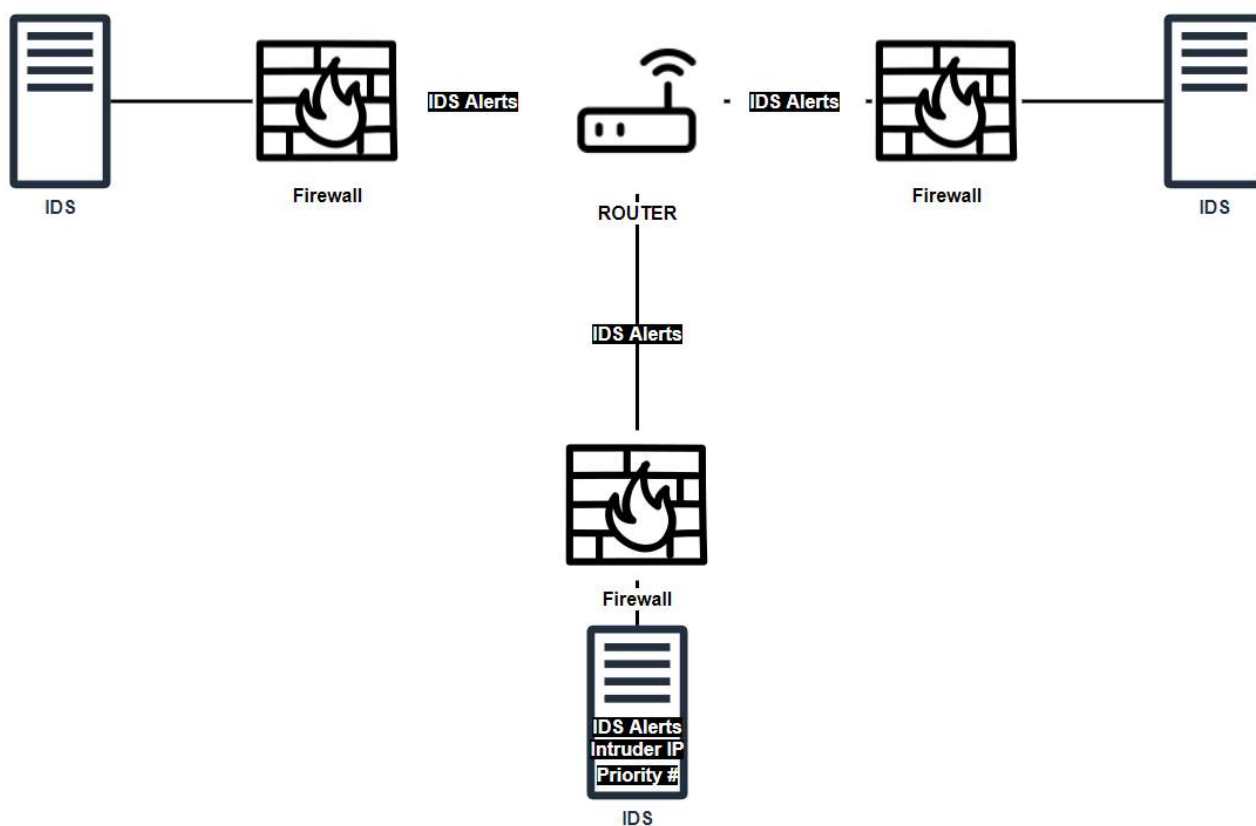 IDS Alerts
IDS Alerts
Firewall
Firewall
IDS
ROUTER
IDS
IDS Alerts
Firewall
IDS Alerts
Intruder IP
Priority #
IDS